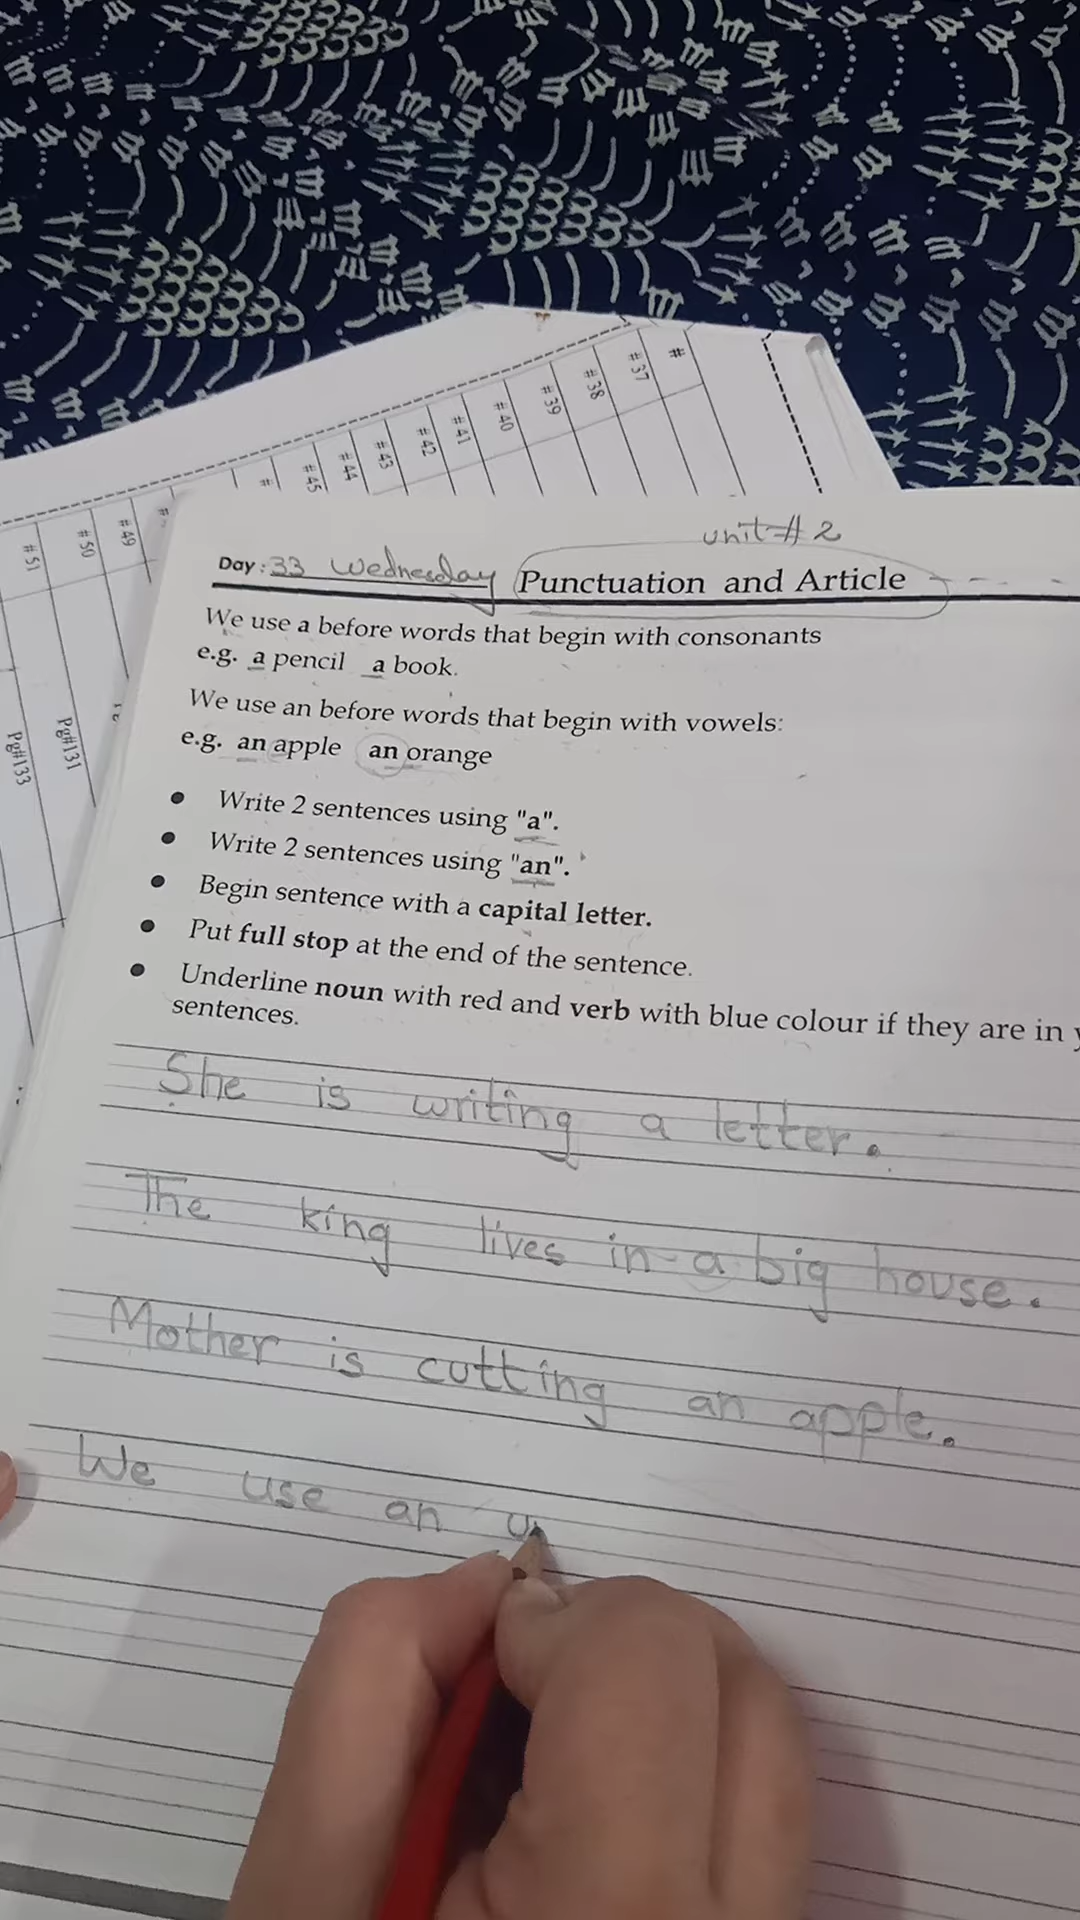 #
#37
#38
#39
#40
#41
#42
#43
#44
#45
#
#
#49
#50
#51
Pg#131
Pg#133
unit # 2
Day: 33 Wednesday Punctuation and Article
We use a before words that begin with consonants
e.g. a pencil a book.
We use an before words that begin with vowels:
e.g. an apple an orange
• Write 2 sentences using "a".
• Write 2 sentences using "an".
• Begin sentence with a capital letter.
• Put full stop at the end of the sentence.
• Underline noun with red and verb with blue colour if they are in
sentences.
She is writing a letter.
The king lives in a big house.
Mother is cutting an apple.
We use an